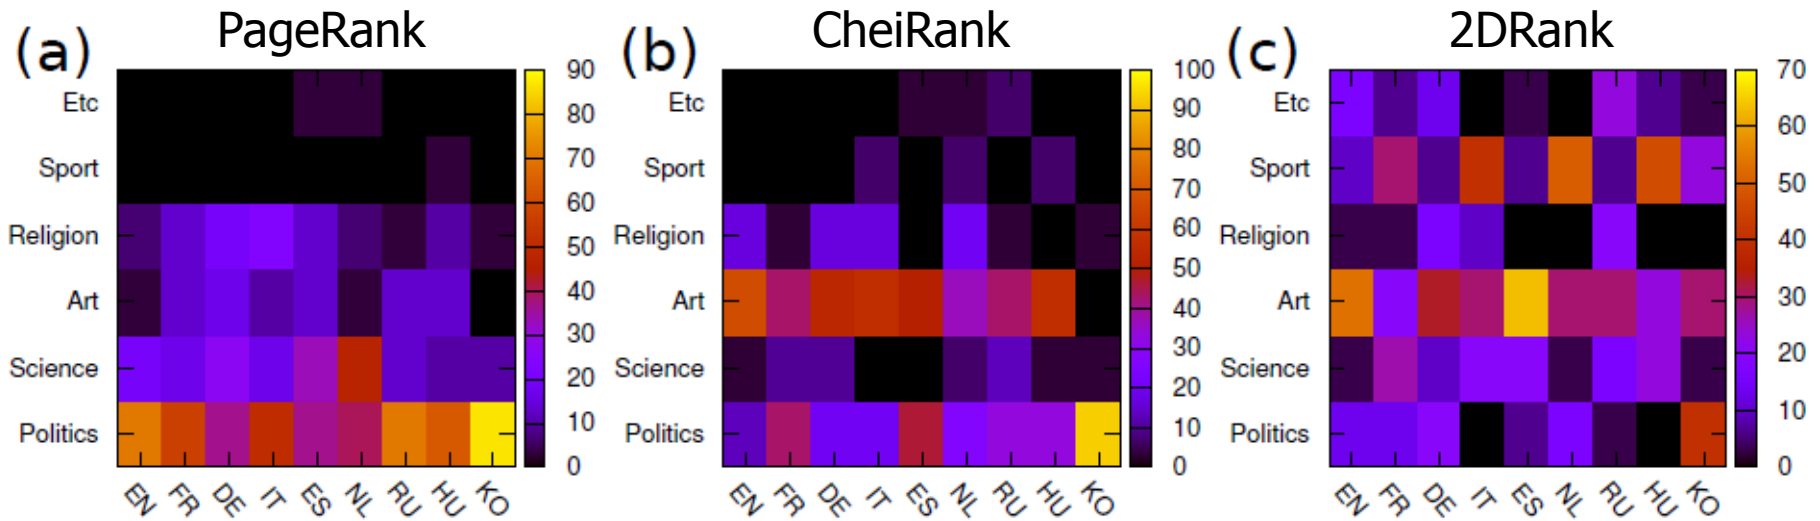 (a) PageRank
Etc
Sport
Religion
Art
Science
Politics
EN FR DE IT ES NL RU HU KO
90
80
70
60
50
40
30
20
10
0
(b) CheiRank
Etc
Sport
Religion
Art
Science
Politics
EN FR DE IT ES NL RU HU KO
100
90
80
70
60
50
40
30
20
10
0
(c) 2DRank
Etc
Sport
Religion
Art
Science
Politics
EN FR DE IT ES NL RU HU KO
70
60
50
40
30
20
10
0